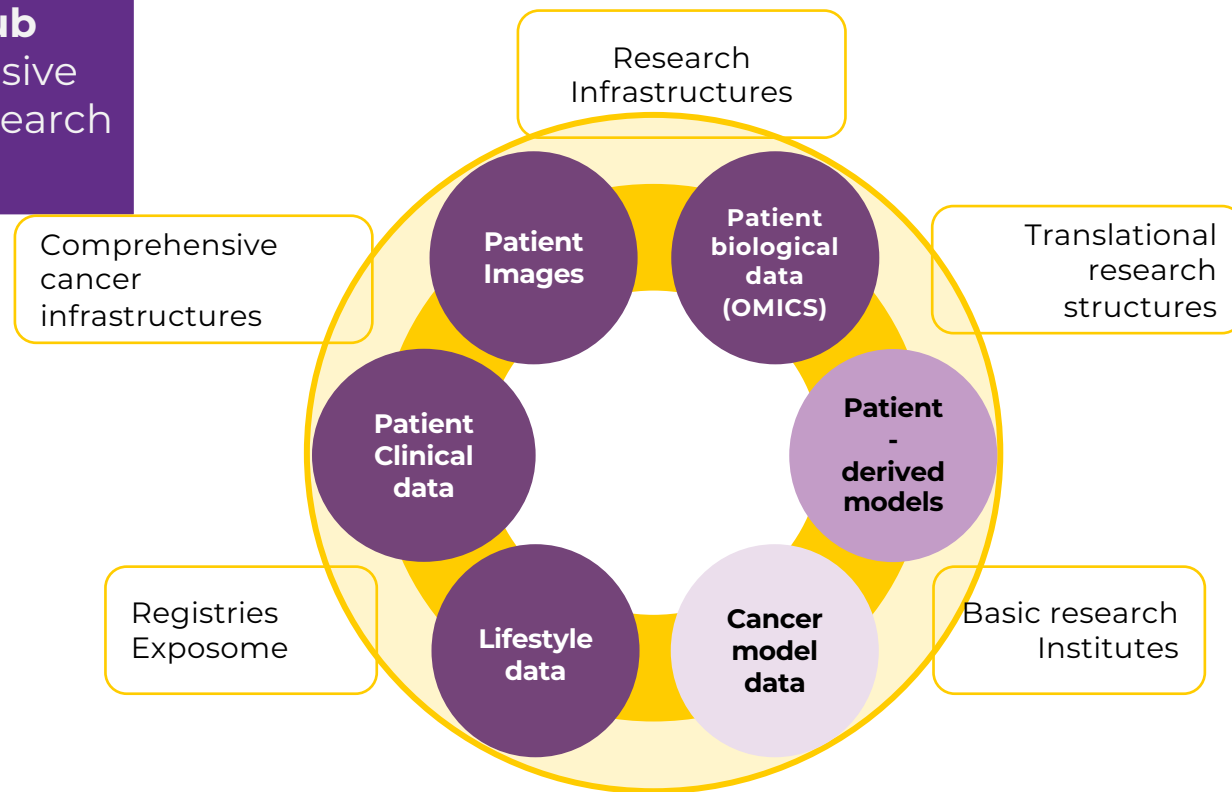 ub
sive
earch
Research
Infrastructures
Comprehensive
cancer
infrastructures
Patient
Images
Patient
biological
data
(OMICS)
Translational
research
structures
Patient
Clinical
data
Patient
-
derived
models
Registries
Exposome
Lifestyle
data
Cancer
model
data
Basic research
Institutes